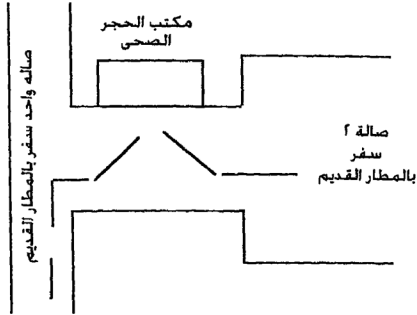 مكتب الحجر
الصحى
صاله واحد سفر بالمطار القديم
صالة ٢
سفر
بالمطار القديم